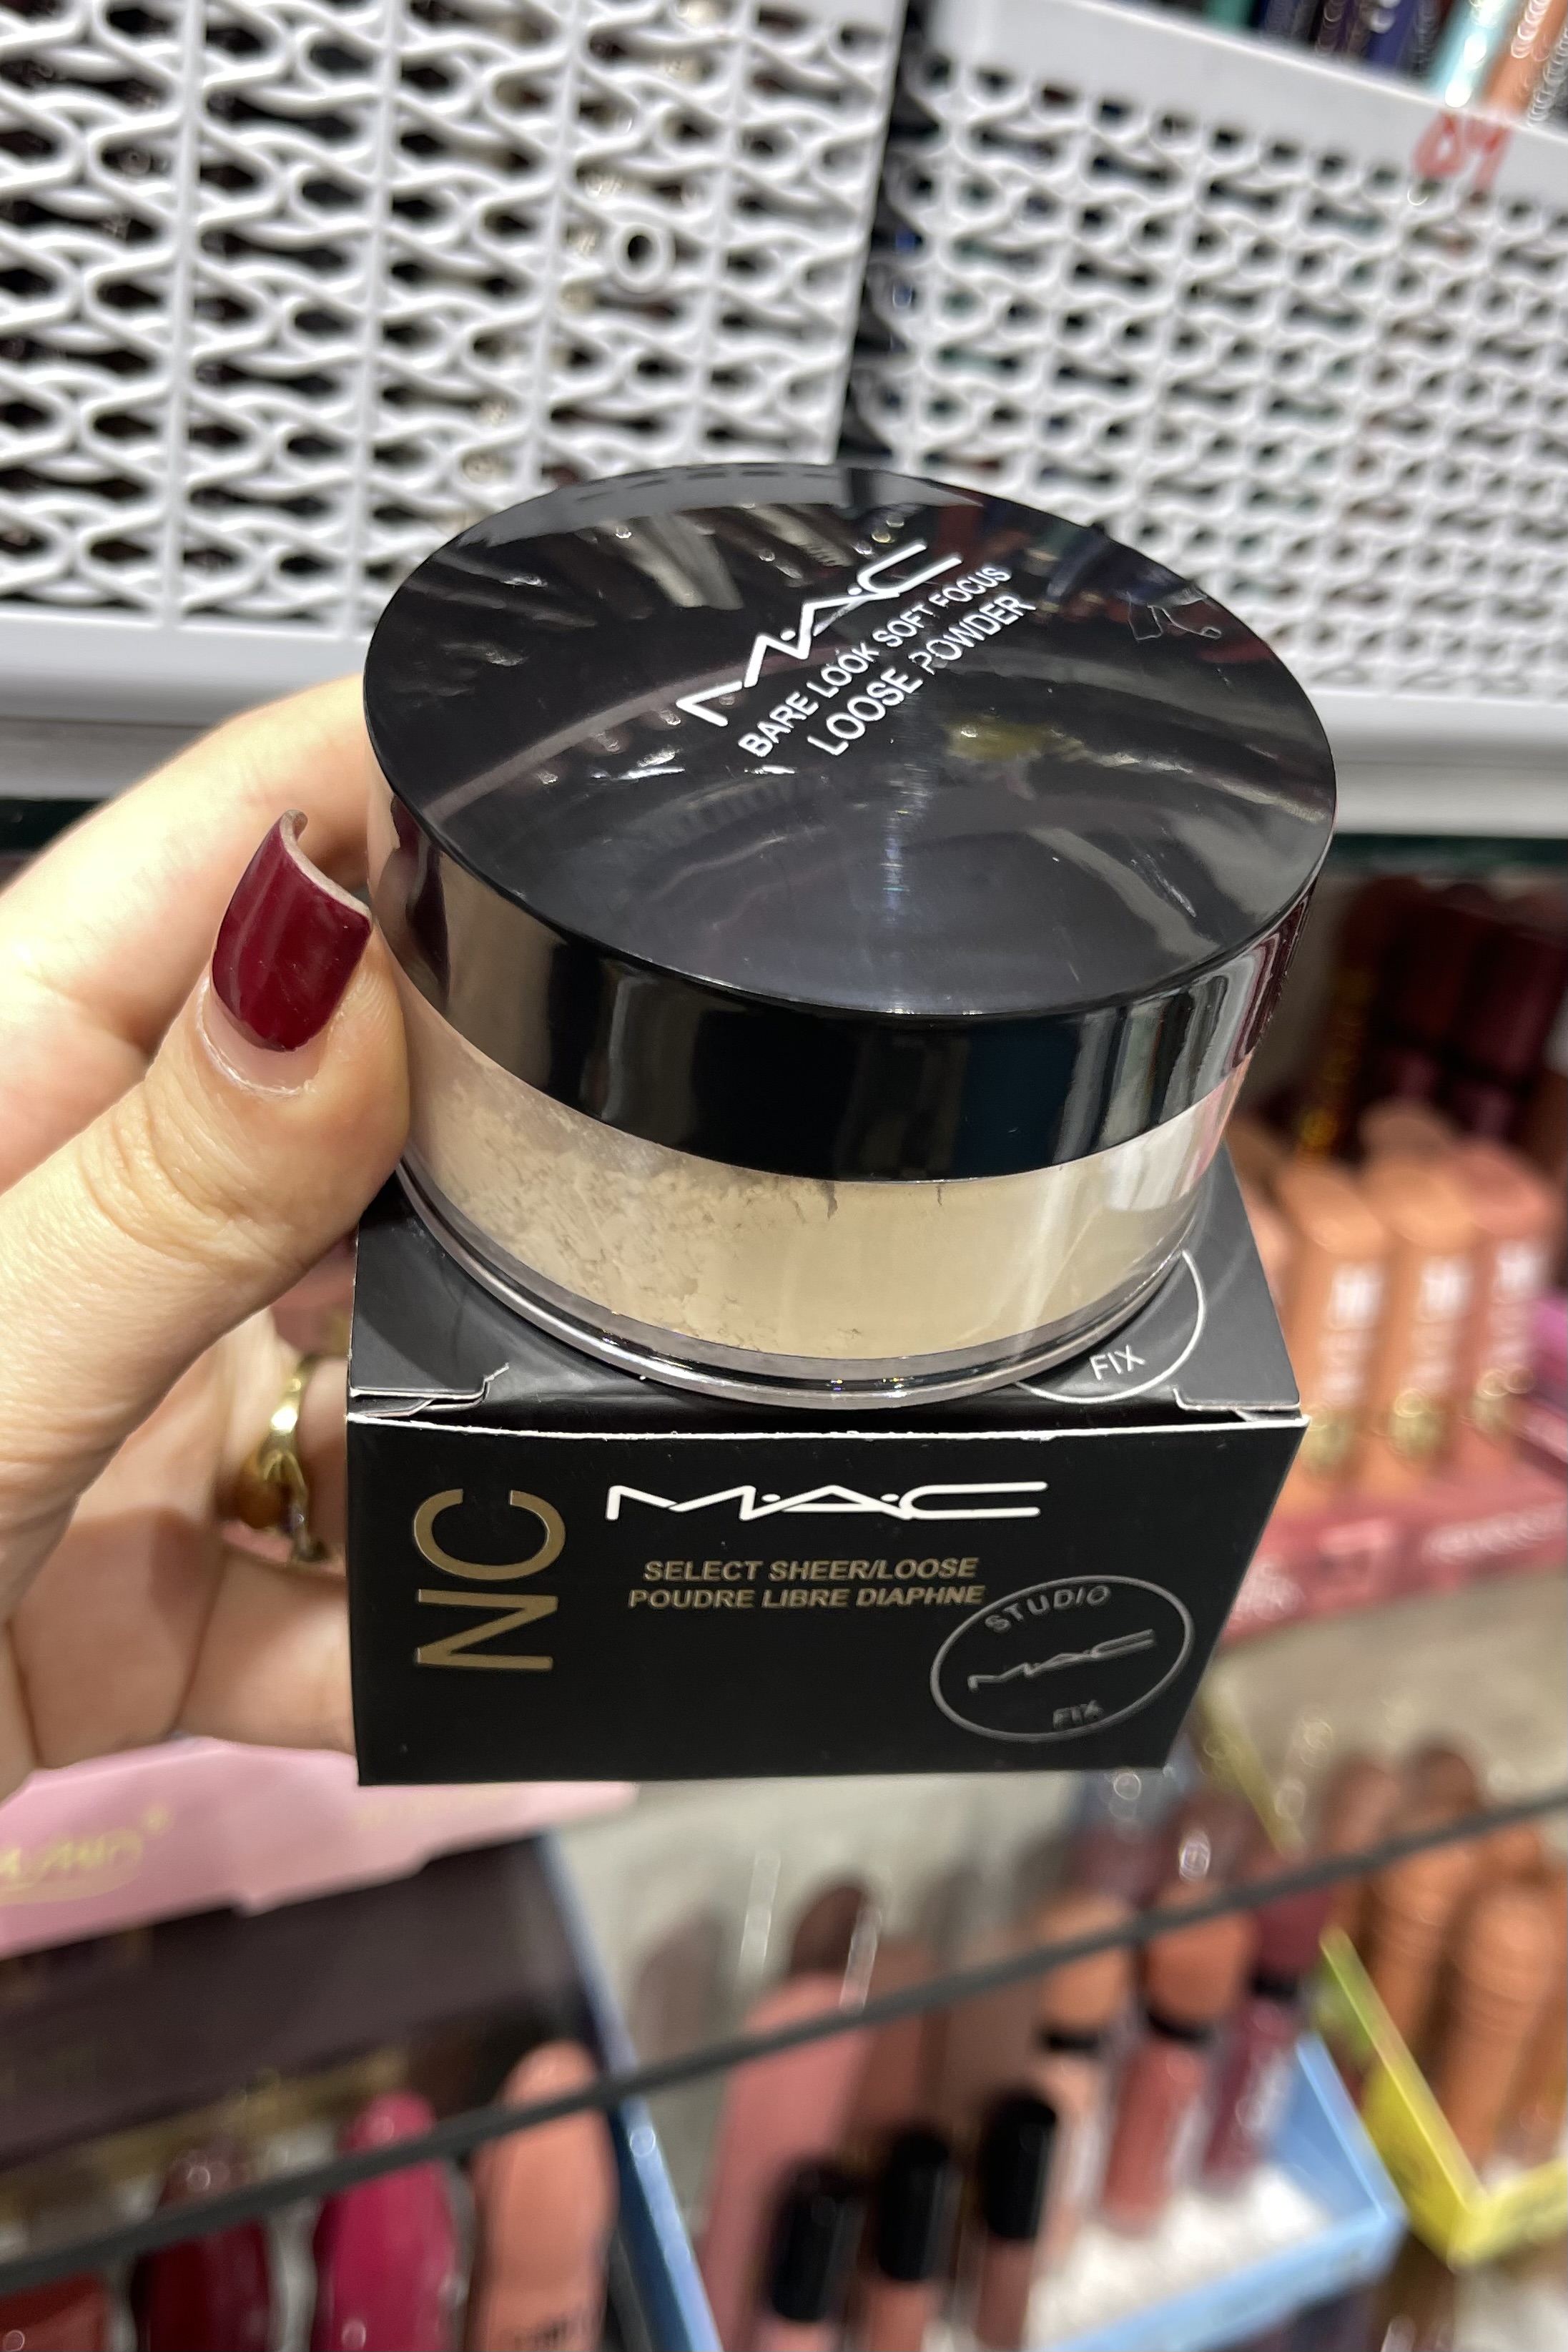 M·A·C
BARE LOOK SOFT FOCUS
LOOSE POWDER
FIX
NC
M·A·C
SELECT SHEER/LOOSE
POUDRE LIBRE DIAPHNE
STUDIO
M·A·C
FIX